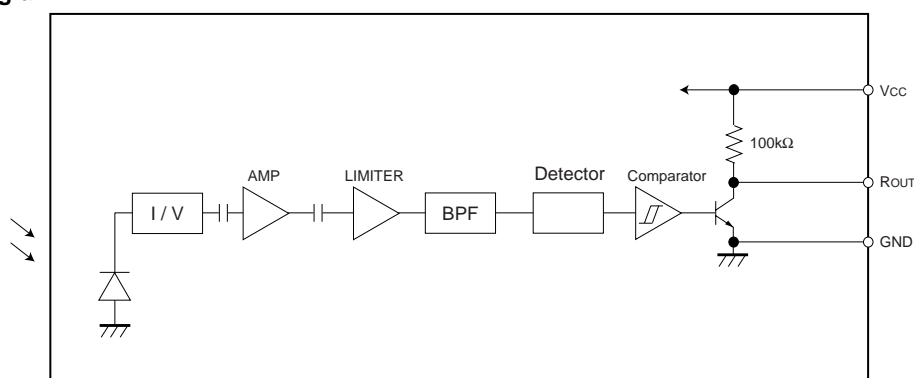 Vcc
100kΩ
AMP
LIMITER
Detector
Comparator
ROUT
I / V
BPF
GND